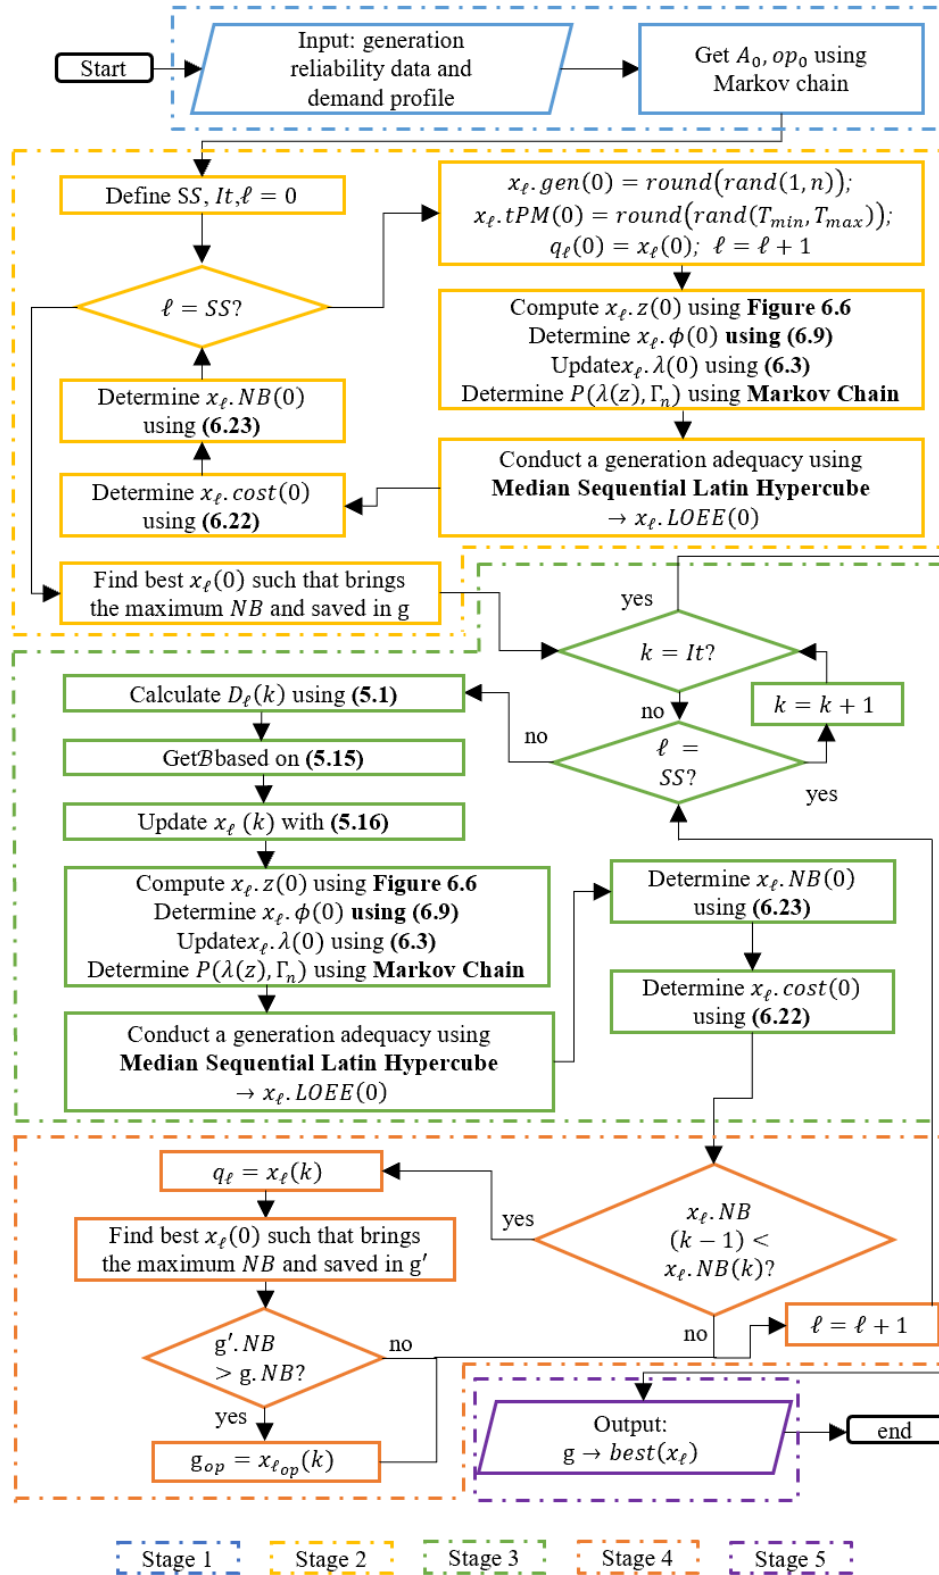 Start
Input: generation
reliability data and
demand profile
Get A₀, op₀ using
Markov chain
Define SS, It,ℓ = 0
xℓ.gen(0) = round(rand(1,n));
xℓ.tPM(0) = round(rand(Tmin,Tmax));
qℓ(0) = xℓ(0); ℓ = ℓ + 1
ℓ = SS?
Compute xℓ.z(0) using Figure 6.6
Determine xℓ.ϕ(0) using (6.9)
Updatexℓ.λ(0) using (6.3)
Determine P(λ(z),Γn) using Markov Chain
Determine xℓ.NB(0)
using (6.23)
Conduct a generation adequacy using
Median Sequential Latin Hypercube
→ xℓ.LOEE(0)
Determine xℓ.cost(0)
using (6.22)
Find best xℓ(0) such that brings
the maximum NB and saved in g
yes
k = It?
k = k + 1
no
Calculate Dℓ(k) using (5.1)
no
ℓ =
SS?
yes
Getℬbased on (5.15)
Update xℓ (k) with (5.16)
Compute xℓ.z(0) using Figure 6.6
Determine xℓ.ϕ(0) using (6.9)
Updatexℓ.λ(0) using (6.3)
Determine P(λ(z),Γn) using Markov Chain
Determine xℓ.NB(0)
using (6.23)
Determine xℓ.cost(0)
using (6.22)
Conduct a generation adequacy using
Median Sequential Latin Hypercube
→ xℓ.LOEE(0)
qℓ = xℓ(k)
yes
xℓ.NB
(k − 1) <
xℓ.NB(k)?
Find best xℓ(0) such that brings
the maximum NB and saved in g'
no
ℓ = ℓ + 1
g'.NB
> g.NB?
no
yes
gop = xℓop(k)
Output:
g → best(xℓ)
end
Stage 1
Stage 2
Stage 3
Stage 4
Stage 5